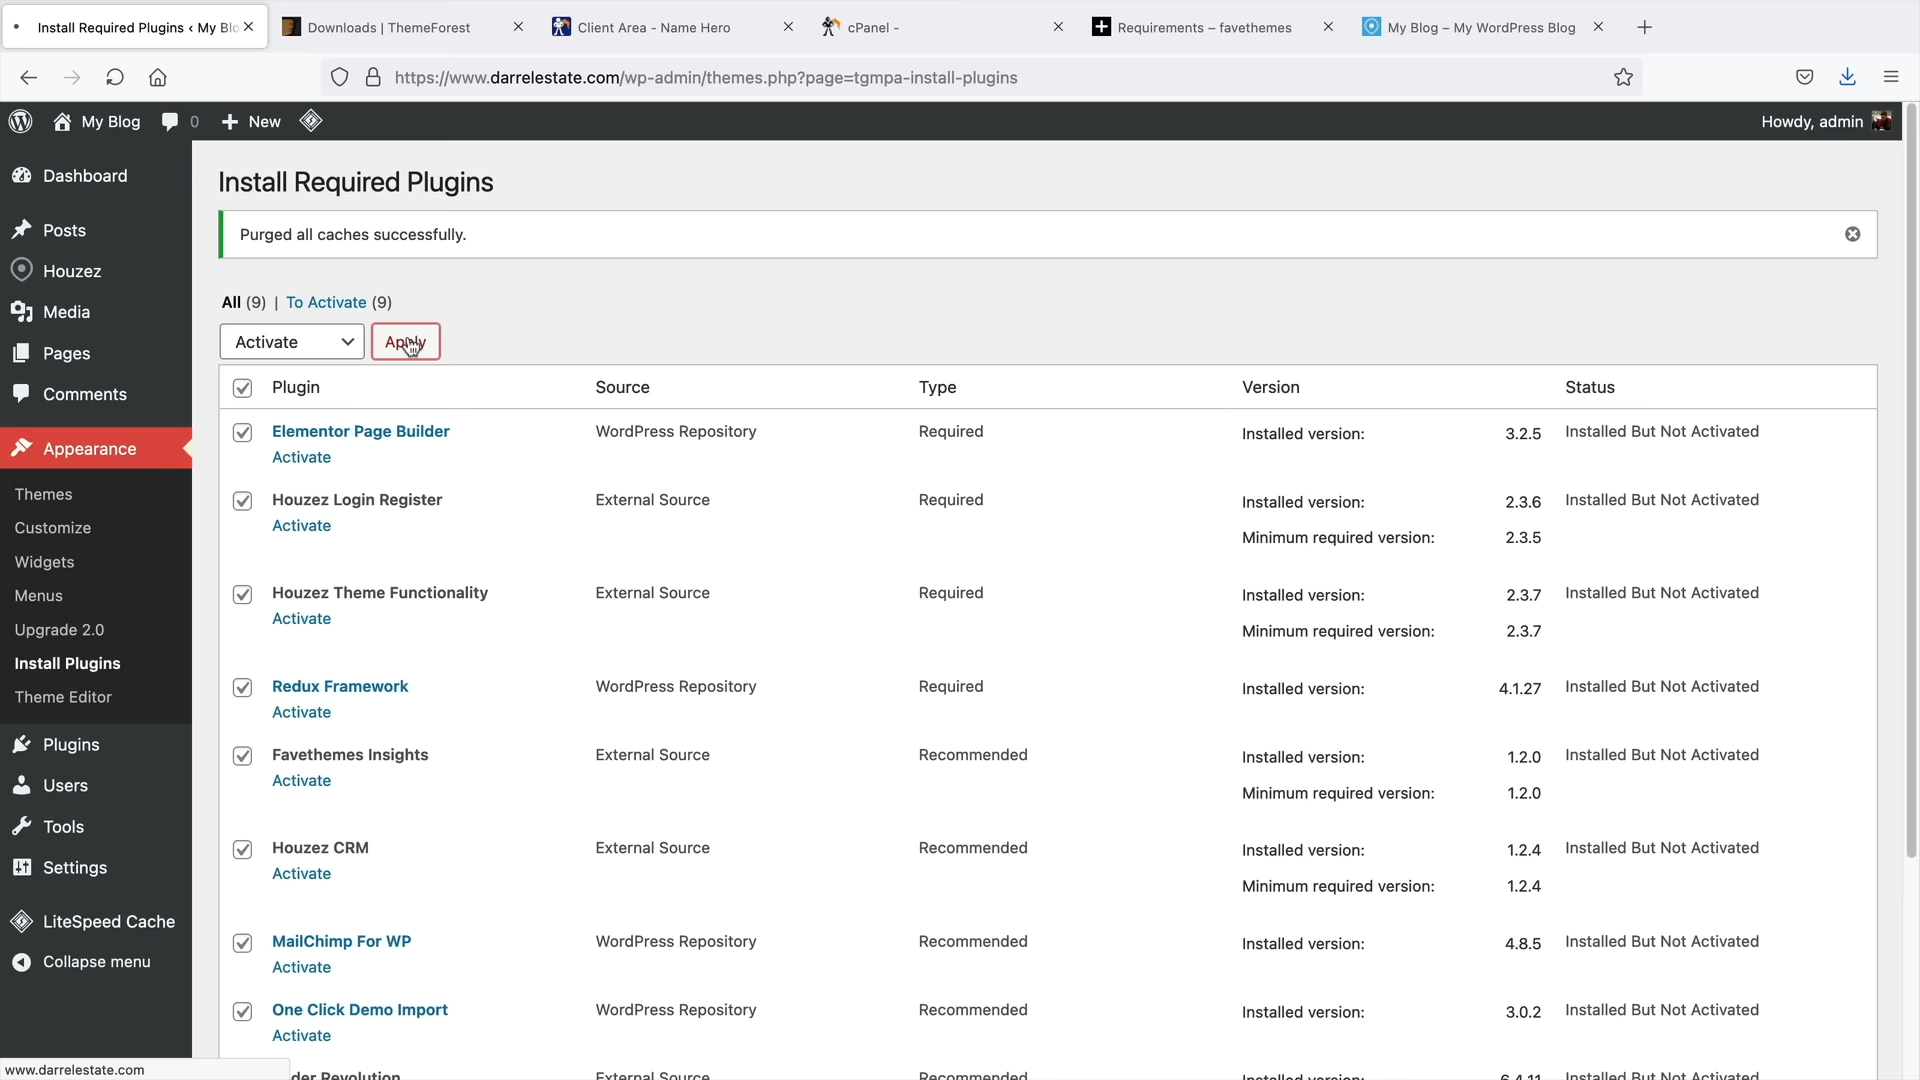 Install Required Plugins ‹ My Blo
Downloads | ThemeForest
Client Area - Name Hero
cPanel -
Requirements – favethemes
My Blog – My WordPress Blog
https://www.darrelestate.com/wp-admin/themes.php?page=tgmpa-install-plugins
My Blog
0
New
Howdy, admin
Dashboard
Posts
Houzez
Media
Pages
Comments
Appearance
Themes
Customize
Widgets
Menus
Upgrade 2.0
Install Plugins
Theme Editor
Plugins
Users
Tools
Settings
LiteSpeed Cache
Collapse menu
Install Required Plugins
Purged all caches successfully.
All (9) | To Activate (9)
Activate
Apply
Plugin Source Type Version Status
Elementor Page Builder WordPress Repository Required Installed version: 3.2.5 Installed But Not Activated
Activate
Houzez Login Register External Source Required Installed version: 2.3.6 Installed But Not Activated
Activate
Minimum required version: 2.3.5
Houzez Theme Functionality External Source Required Installed version: 2.3.7 Installed But Not Activated
Activate
Minimum required version: 2.3.7
Redux Framework WordPress Repository Required Installed version: 4.1.27 Installed But Not Activated
Activate
Favethemes Insights External Source Recommended Installed version: 1.2.0 Installed But Not Activated
Activate
Minimum required version: 1.2.0
Houzez CRM External Source Recommended Installed version: 1.2.4 Installed But Not Activated
Activate
Minimum required version: 1.2.4
MailChimp For WP WordPress Repository Recommended Installed version: 4.8.5 Installed But Not Activated
Activate
One Click Demo Import WordPress Repository Recommended Installed version: 3.0.2 Installed But Not Activated
Activate
der Revolution External Source Recommended Installed version: 6.4.11 Installed But Not Activated
www.darrelestate.com